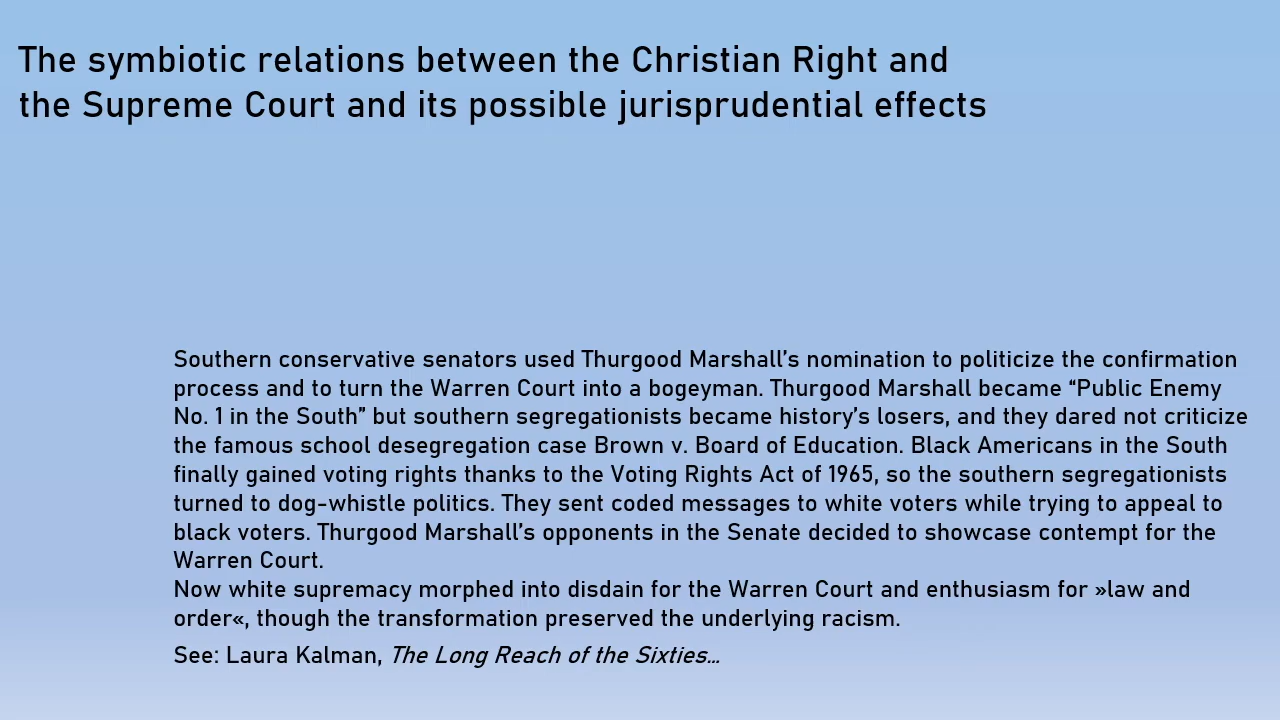 The symbiotic relations between the Christian Right and
the Supreme Court and its possible jurisprudential effects
Southern conservative senators used Thurgood Marshall’s nomination to politicize the confirmation
process and to turn the Warren Court into a bogeyman. Thurgood Marshall became “Public Enemy
No. 1 in the South” but southern segregationists became history’s losers, and they dared not criticize
the famous school desegregation case Brown v. Board of Education. Black Americans in the South
finally gained voting rights thanks to the Voting Rights Act of 1965, so the southern segregationists
turned to dog-whistle politics. They sent coded messages to white voters while trying to appeal to
black voters. Thurgood Marshall’s opponents in the Senate decided to showcase contempt for the
Warren Court.
Now white supremacy morphed into disdain for the Warren Court and enthusiasm for »law and
order«, though the transformation preserved the underlying racism.
See: Laura Kalman, The Long Reach of the Sixties…